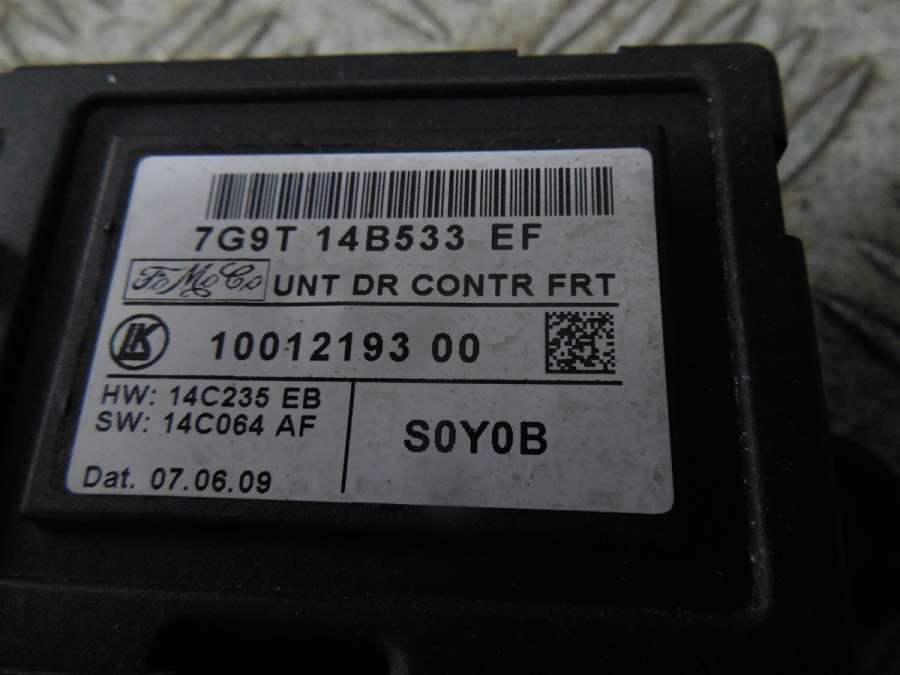 7G9T 14B533 EF
FoMoCo UNT DR CONTR FRT
LK 10012193 00
HW: 14C235 EB
SW: 14C064 AF
S0Y0B
Dat. 07.06.09